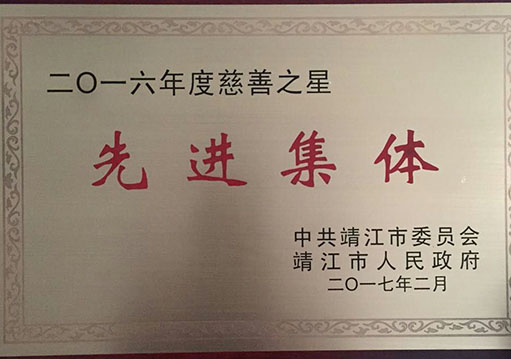 二〇一六年度慈善之星
先进集体
中共靖江市委员会
靖江市人民政府
二〇一七年二月